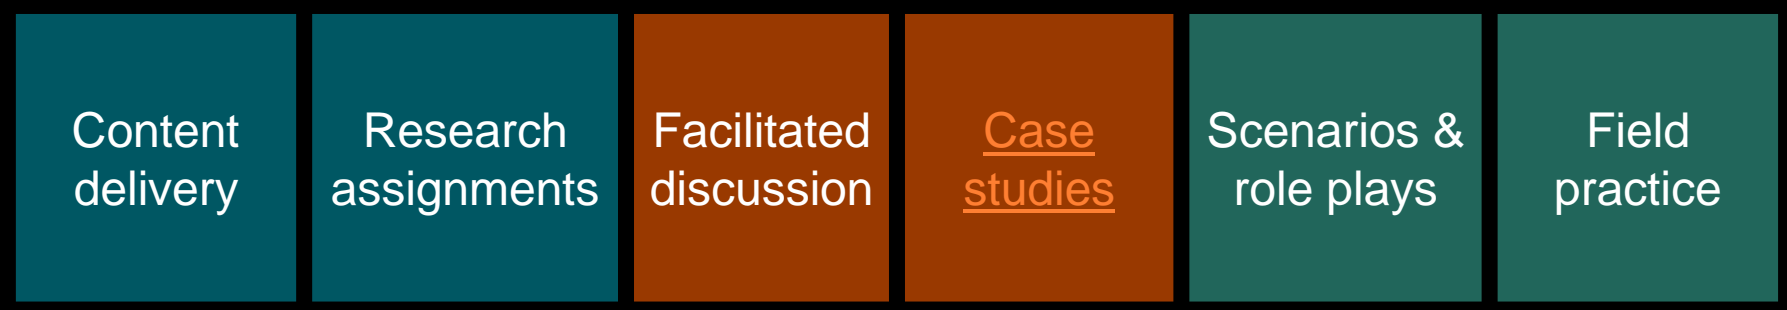 Content
delivery
Research
assignments
Facilitated
discussion
Case
studies
Scenarios &
role plays
Field
practice